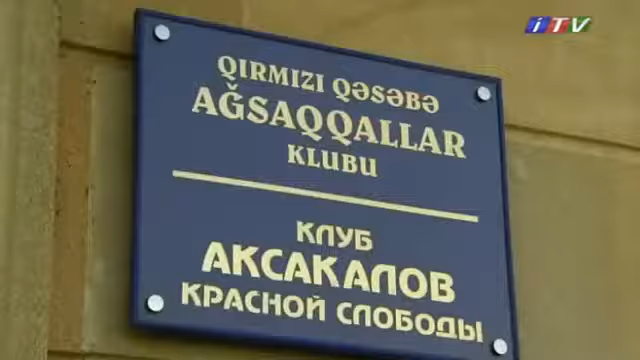 iTV
QIRMIZI QƏSƏBƏ
AĞSAQQALLAR
KLUBU
КЛУБ
АКСАКАЛОВ
КРАСНОЙ СЛОБОДЫ